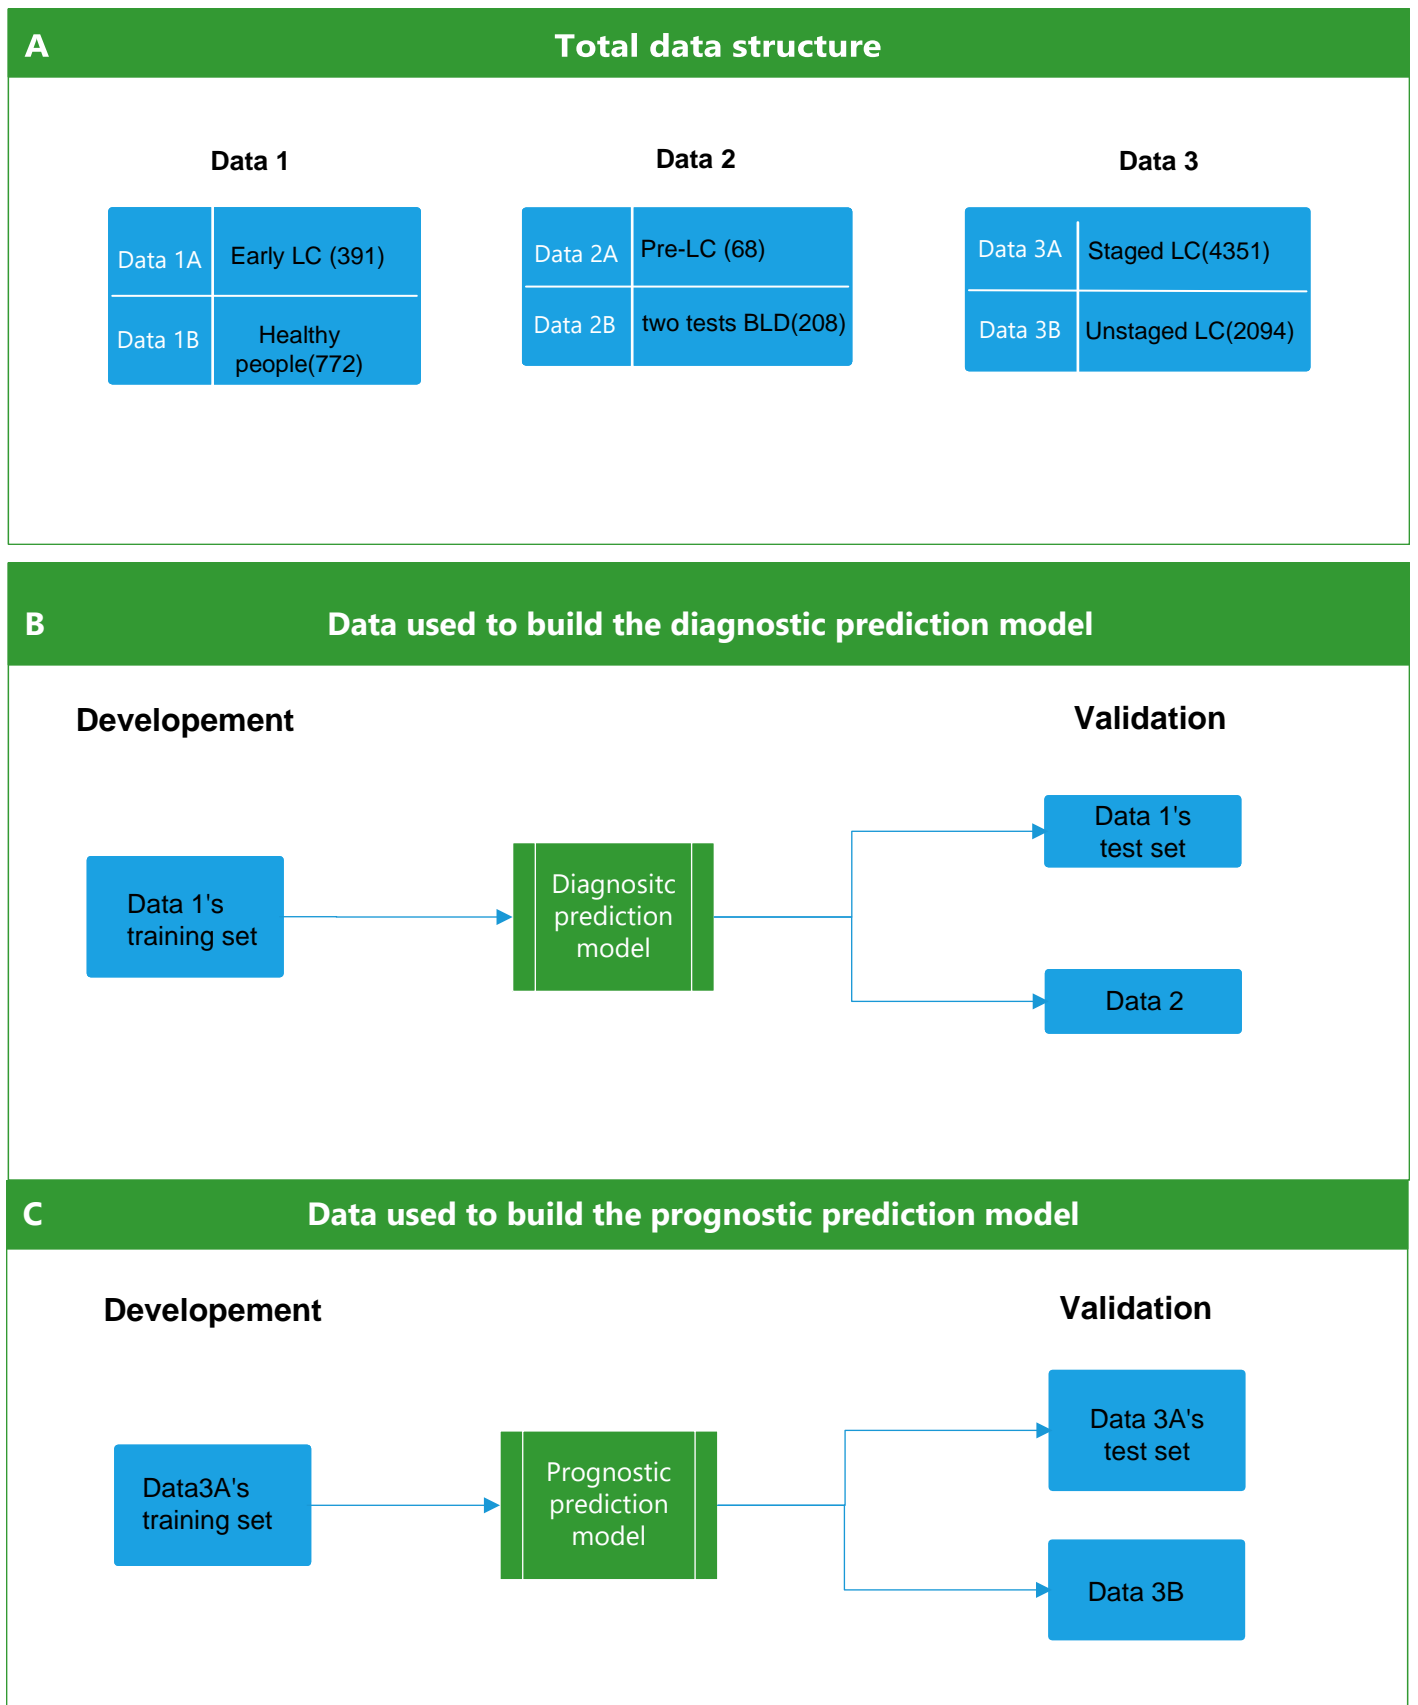 A
Total data structure
Data 1
Data 2
Data 3
Data 1A
Early LC (391)
Data 1B
Healthy
people(772)
Data 2A
Pre-LC (68)
Data 2B
two tests BLD(208)
Data 3A
Staged LC(4351)
Data 3B
Unstaged LC(2094)
B
Data used to build the diagnostic prediction model
Developement
Validation
Data 1's
training set
Diagnositc
prediction
model
Data 1's
test set
Data 2
C
Data used to build the prognostic prediction model
Developement
Validation
Data3A's
training set
Prognostic
prediction
model
Data 3A's
test set
Data 3B